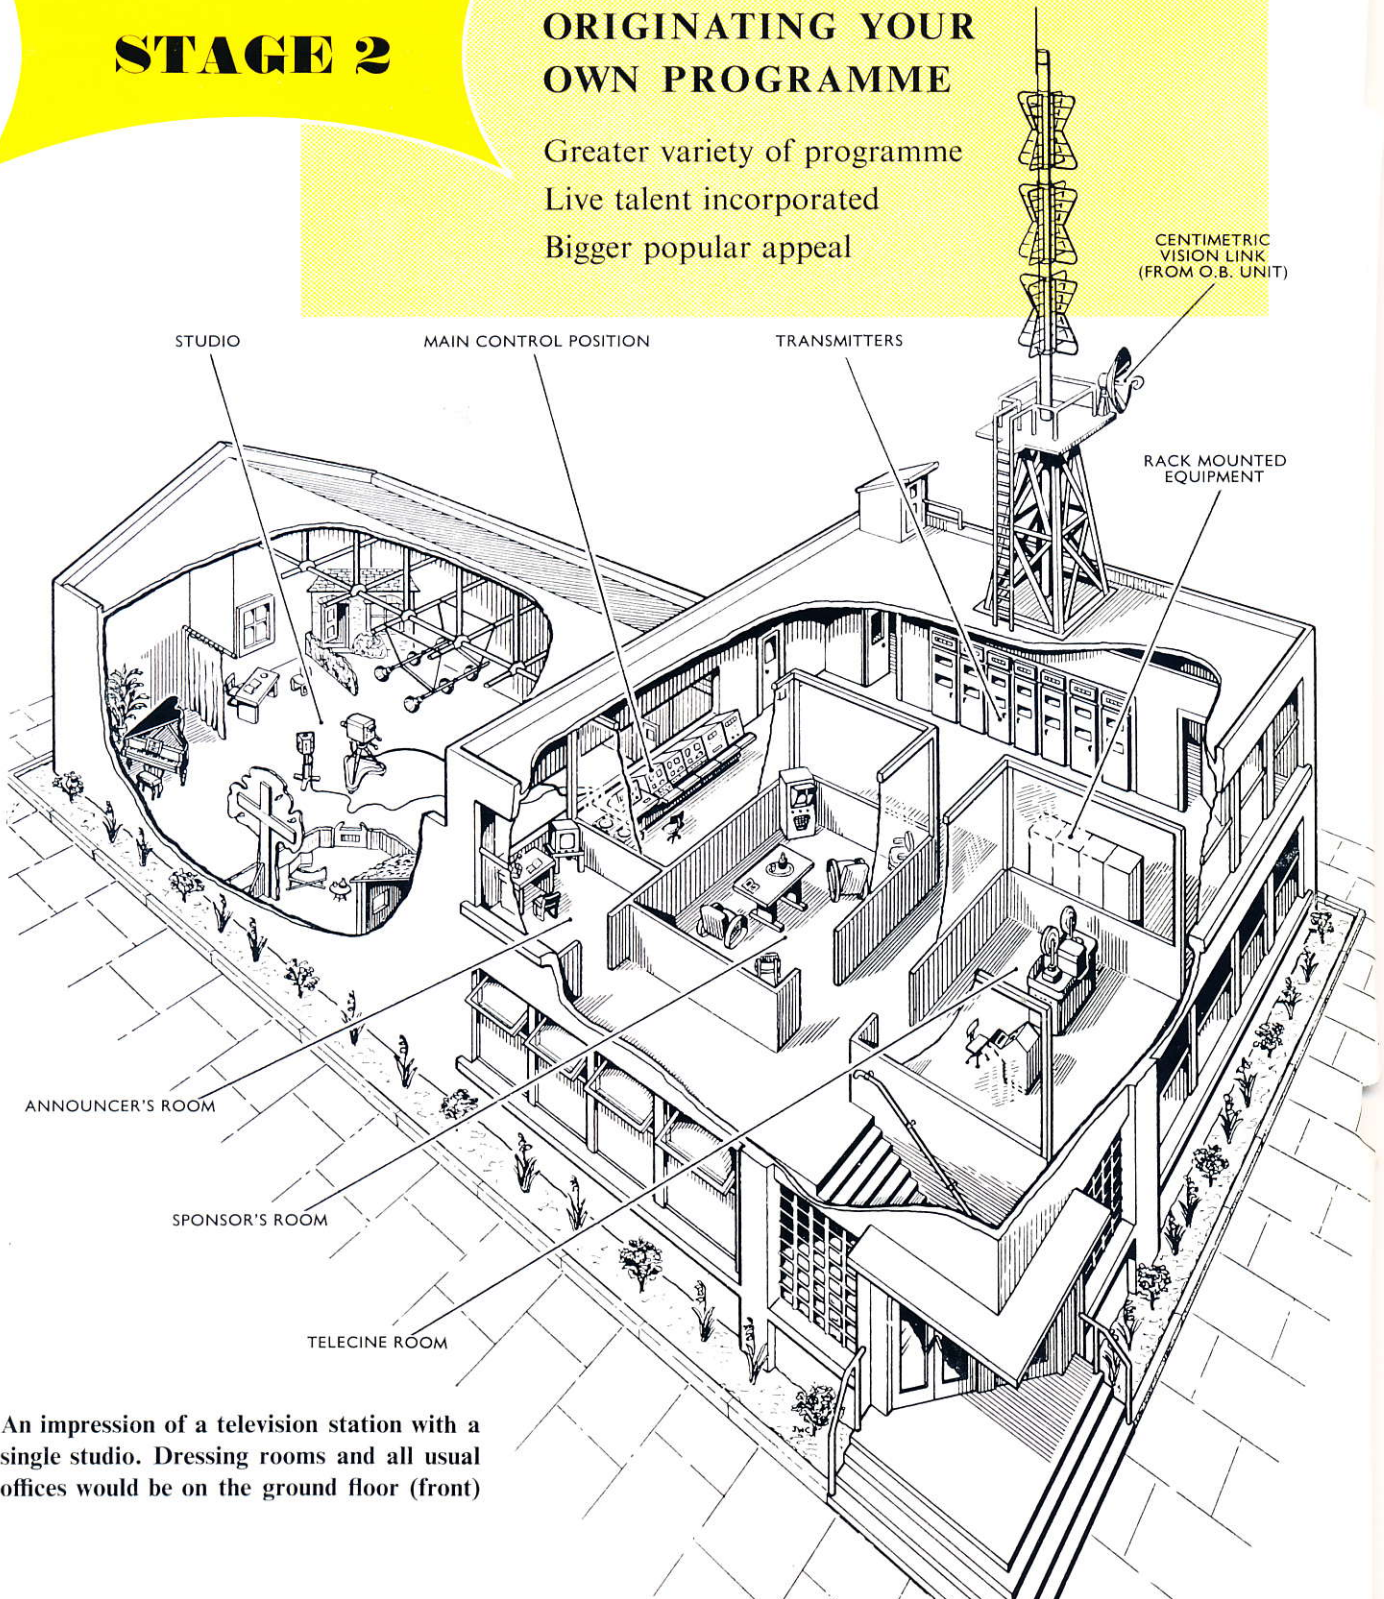 STAGE 2
ORIGINATING YOUR
OWN PROGRAMME
Greater variety of programme
Live talent incorporated
Bigger popular appeal
CENTIMETRIC
VISION LINK
(FROM O.B. UNIT)
STUDIO
MAIN CONTROL POSITION
TRANSMITTERS
RACK MOUNTED
EQUIPMENT
ANNOUNCER'S ROOM
SPONSOR'S ROOM
TELECINE ROOM
An impression of a television station with a
single studio. Dressing rooms and all usual
offices would be on the ground floor (front)
JWC